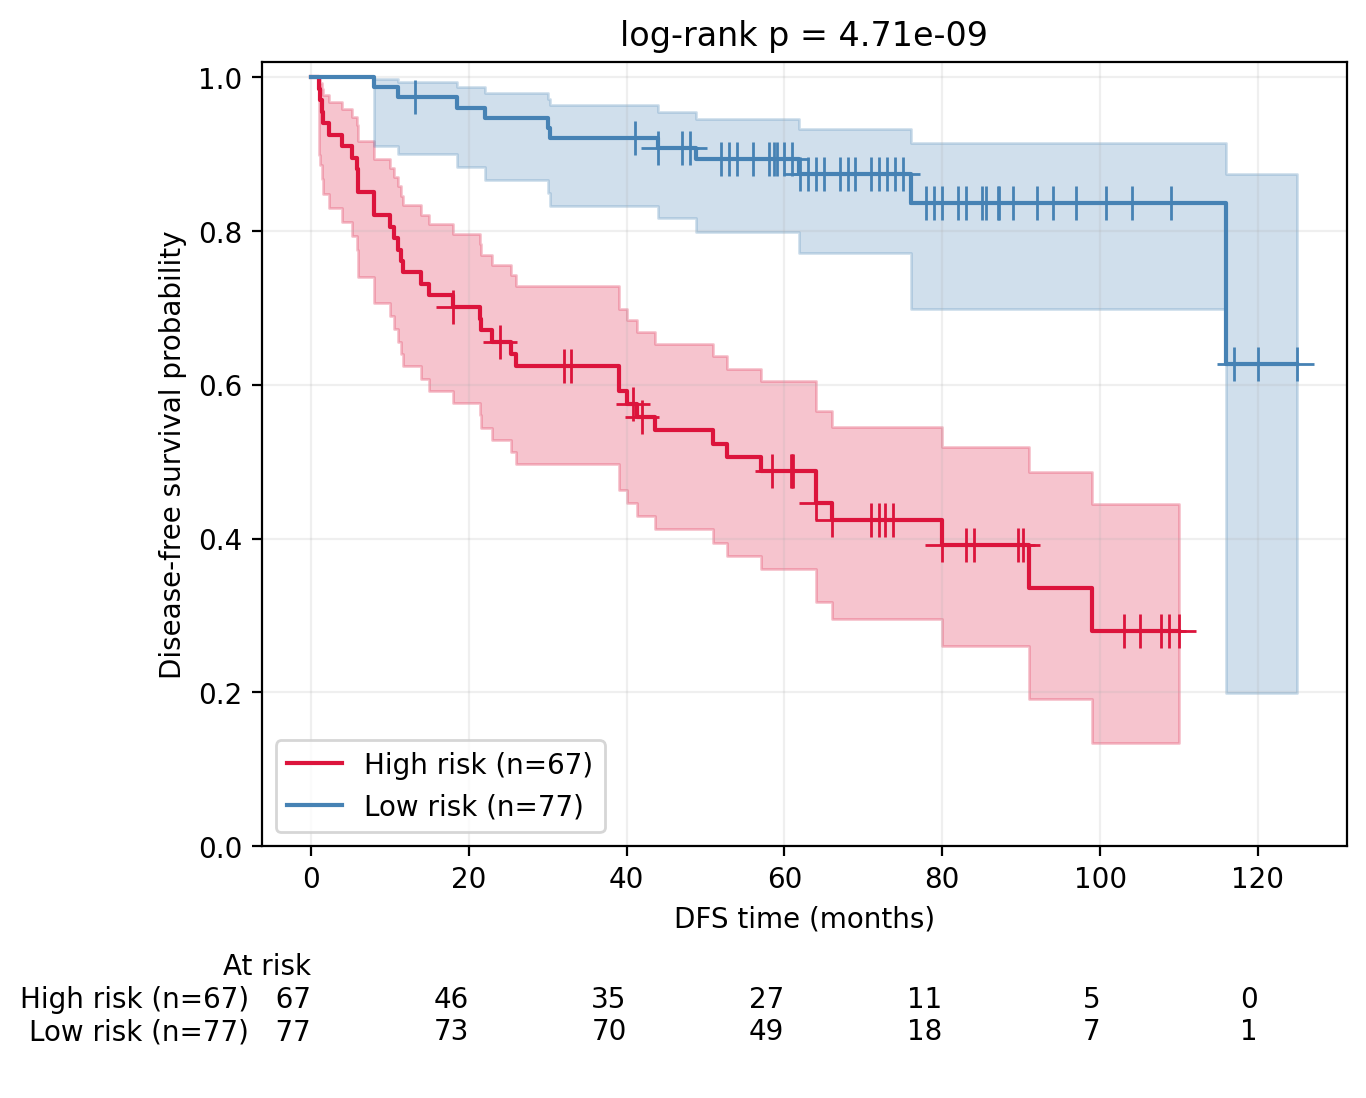 log-rank p = 4.71e-09
1.0
0.8
0.6
0.4
0.2
0.0
Disease-free survival probability
High risk (n=67)
Low risk (n=77)
0 20 40 60 80 100 120
DFS time (months)
At risk
High risk (n=67) 67 46 35 27 11 5 0
Low risk (n=77) 77 73 70 49 18 7 1